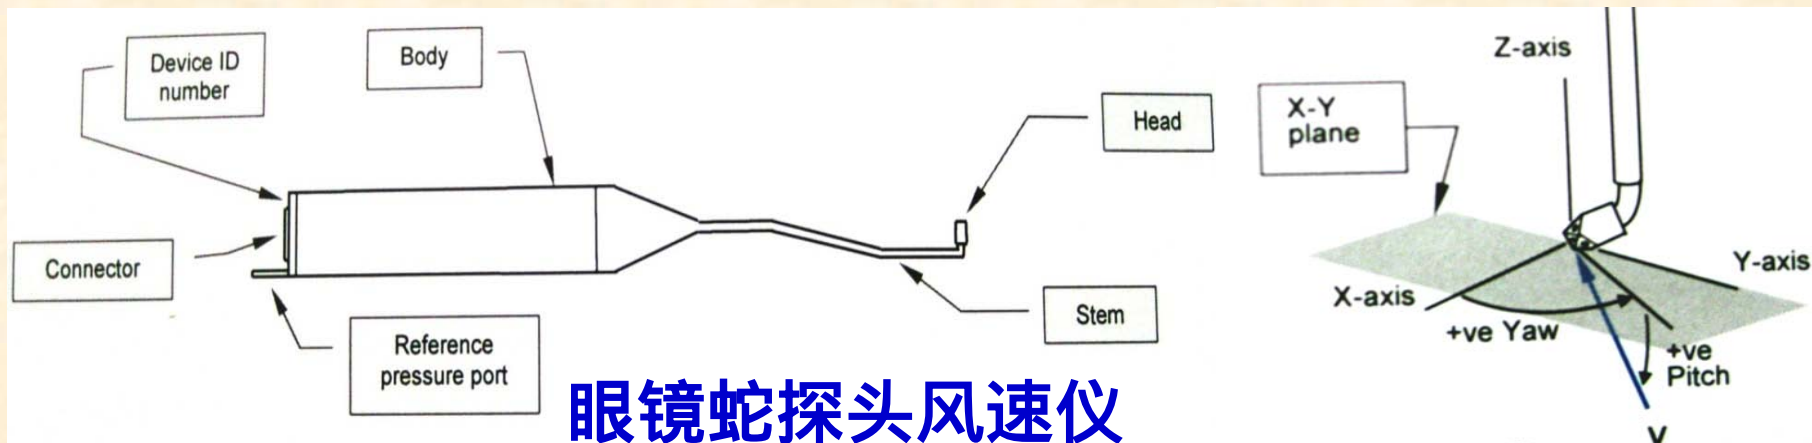 Device ID
number
Body
Head
Connector
Reference
pressure port
Stem
眼镜蛇探头风速仪
Z-axis
X-Y
plane
Y-axis
X-axis
+ve Yaw
+ve
Pitch
V